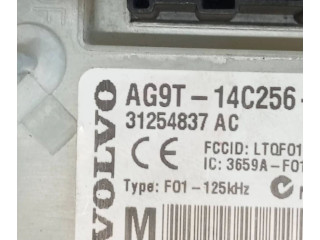 VOLVO
AG9T-14C256-
31254837 AC
CE FCCID: LTQF01
IC: 3659A-F01
Type: F01-125kHz
M